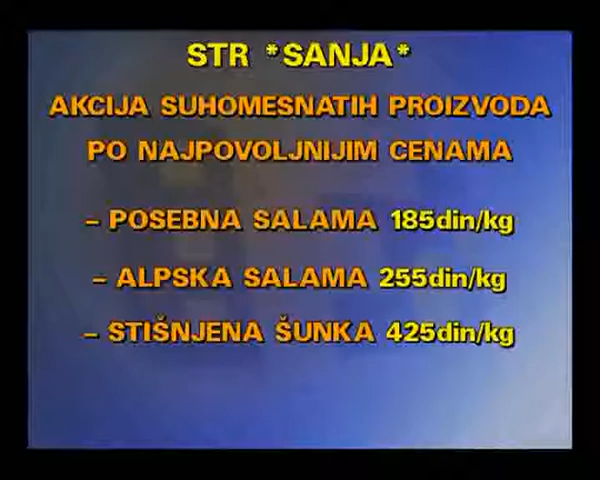 STR *SANJA*
AKCIJA SUHOMESNATIH PROIZVODA
PO NAJPOVOLJNIJIM CENAMA
– POSEBNA SALAMA 185din/kg
– ALPSKA SALAMA 255din/kg
– STIŠNJENA ŠUNKA 425din/kg